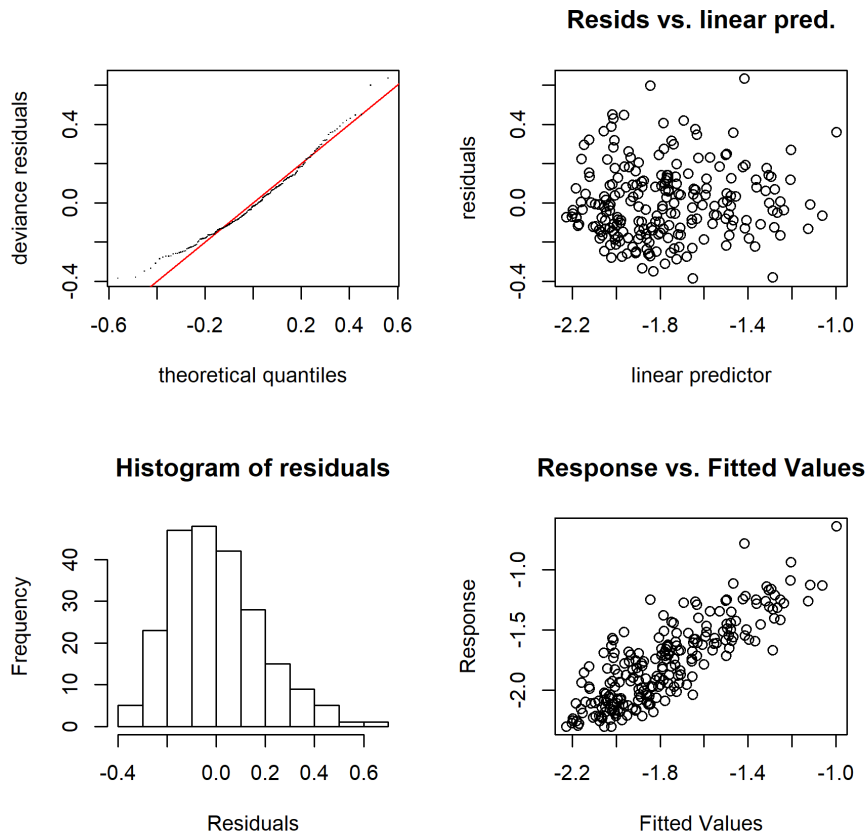 deviance residuals
0.4
0.0
-0.4
-0.6
-0.2
0.2
0.4
0.6
theoretical quantiles
Resids vs. linear pred.
residuals
0.4
0.0
-0.4
-2.2
-1.8
-1.4
-1.0
linear predictor
Histogram of residuals
Frequency
40
30
20
10
0
-0.4
0.0
0.2
0.4
0.6
Residuals
Response vs. Fitted Values
Response
-1.0
-1.5
-2.0
-2.2
-1.8
-1.4
-1.0
Fitted Values